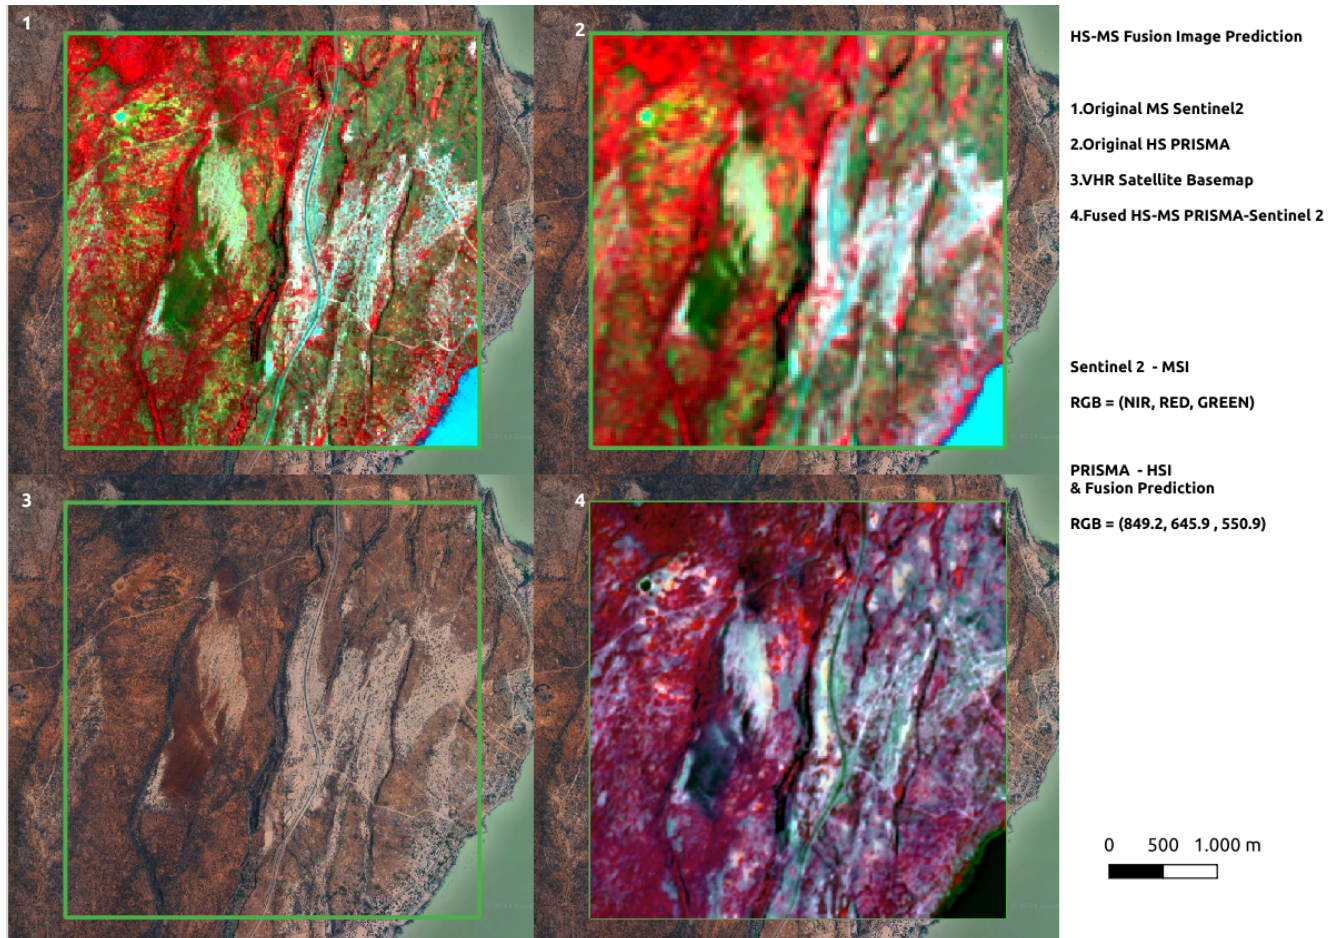 1
2
3
4
HS-MS Fusion Image Prediction
1.Original MS Sentinel2
2.Original HS PRISMA
3.VHR Satellite Basemap
4.Fused HS-MS PRISMA-Sentinel 2
Sentinel 2 - MSI
RGB = (NIR, RED, GREEN)
PRISMA - HSI
& Fusion Prediction
RGB = (849.2, 645.9 , 550.9)
0 500 1.000 m